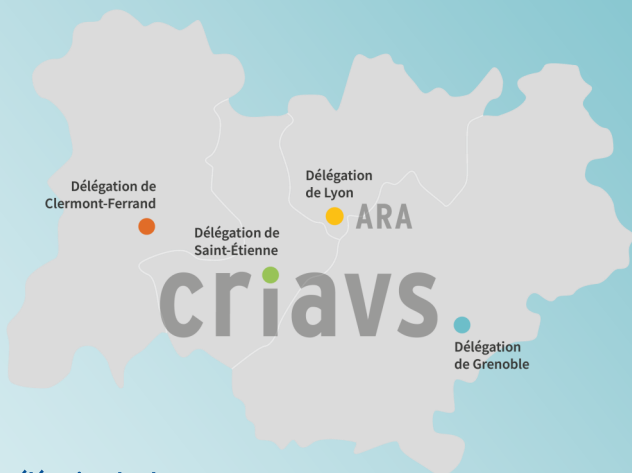 Délégation de
Clermont-Ferrand
Délégation
de Lyon
ARA
Délégation de
Saint-Étienne
criavs
Délégation
de Grenoble